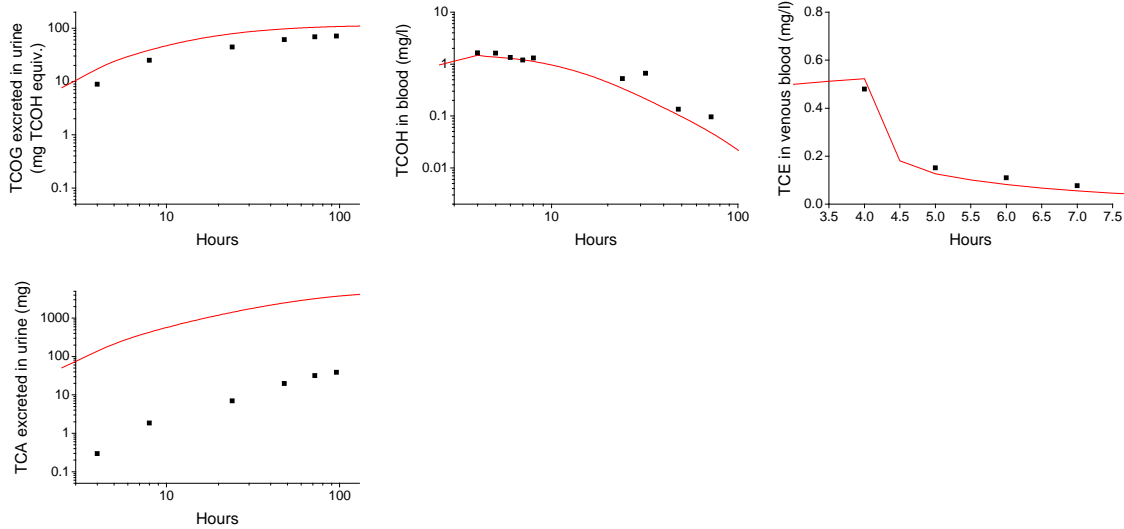 TCOG excreted in urine
(mg TCOH equiv.)
100
10
1
0.1
10
100
Hours
TCOH in blood (mg/l)
10
1
0.1
0.01
10
100
Hours
TCE in venous blood (mg/l)
0.8
0.6
0.4
0.2
0.0
3.5 4.0 4.5 5.0 5.5 6.0 6.5 7.0 7.5
Hours
TCA excreted in urine (mg)
1000
100
10
1
0.1
10
100
Hours